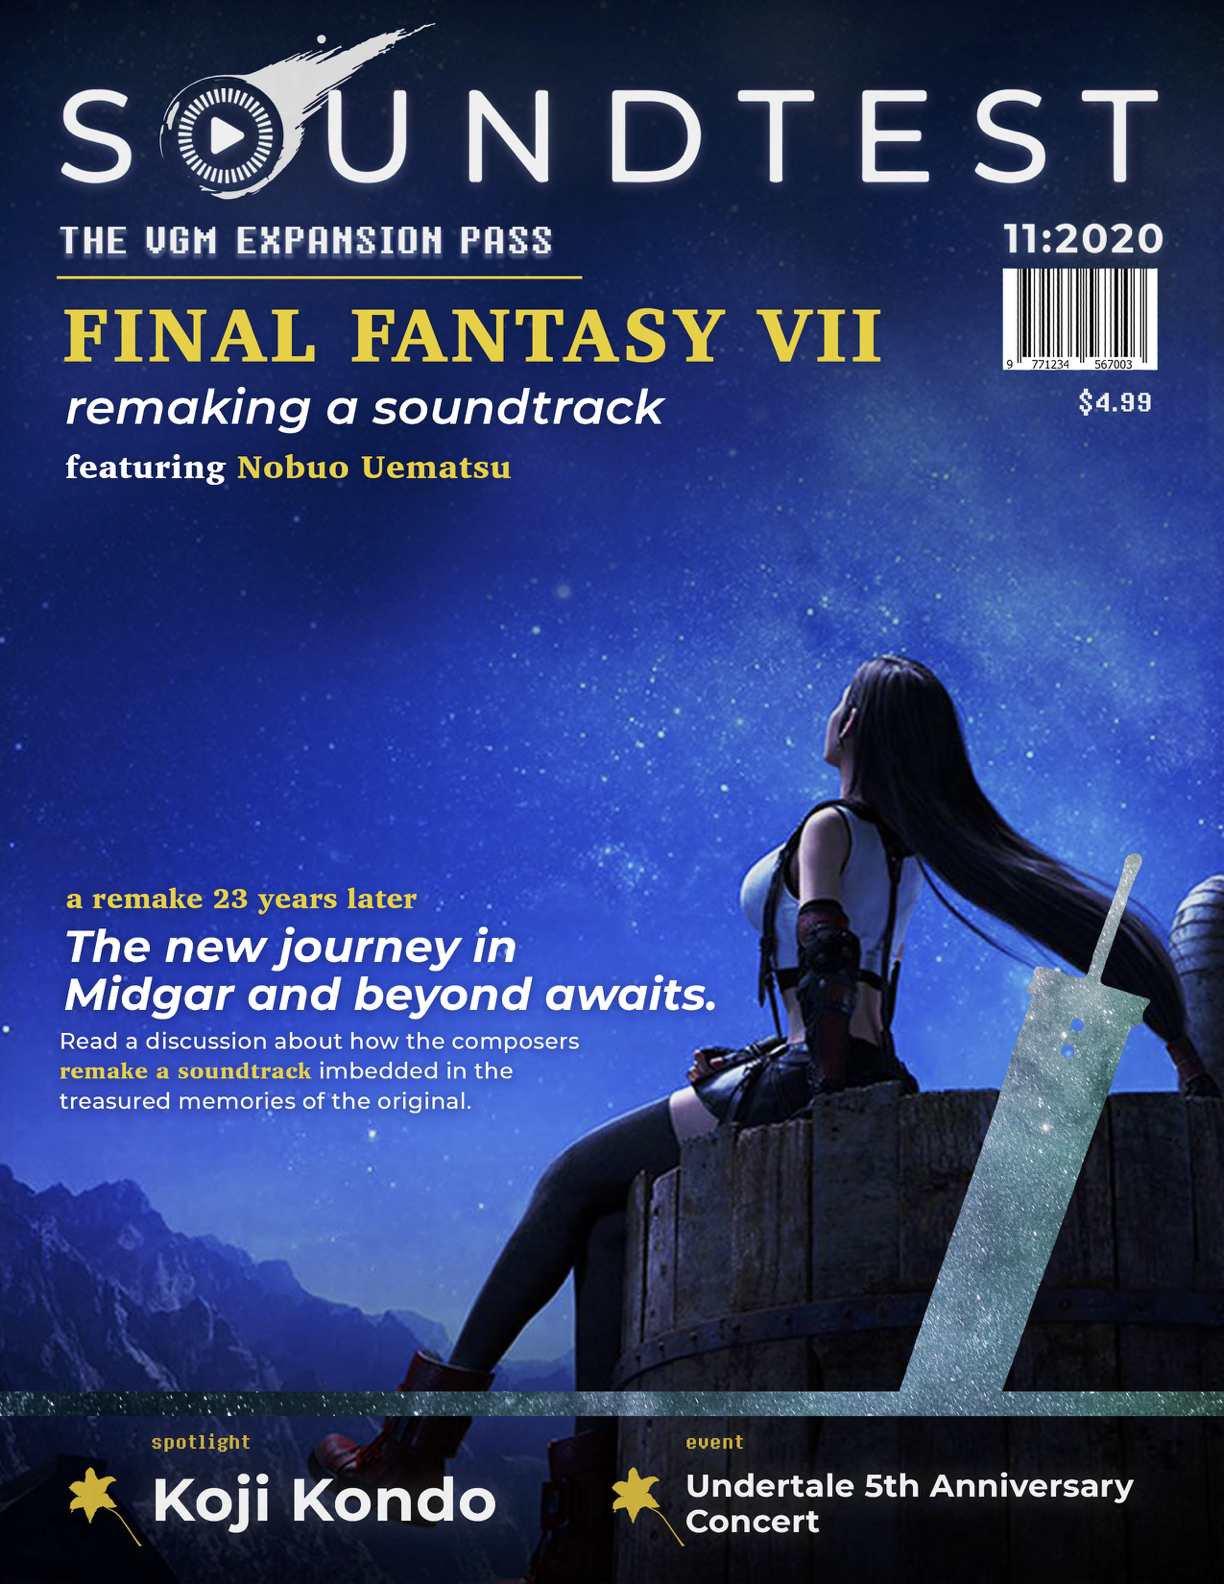 SOUNDTEST
THE VGM EXPANSION PASS
11:2020
9 771234 567003
$4.99
FINAL FANTASY VII
remaking a soundtrack
featuring Nobuo Uematsu
a remake 23 years later
The new journey in
Midgar and beyond awaits.
Read a discussion about how the composers
remake a soundtrack imbedded in the
treasured memories of the original.
spotlight
Koji Kondo
event
Undertale 5th Anniversary
Concert